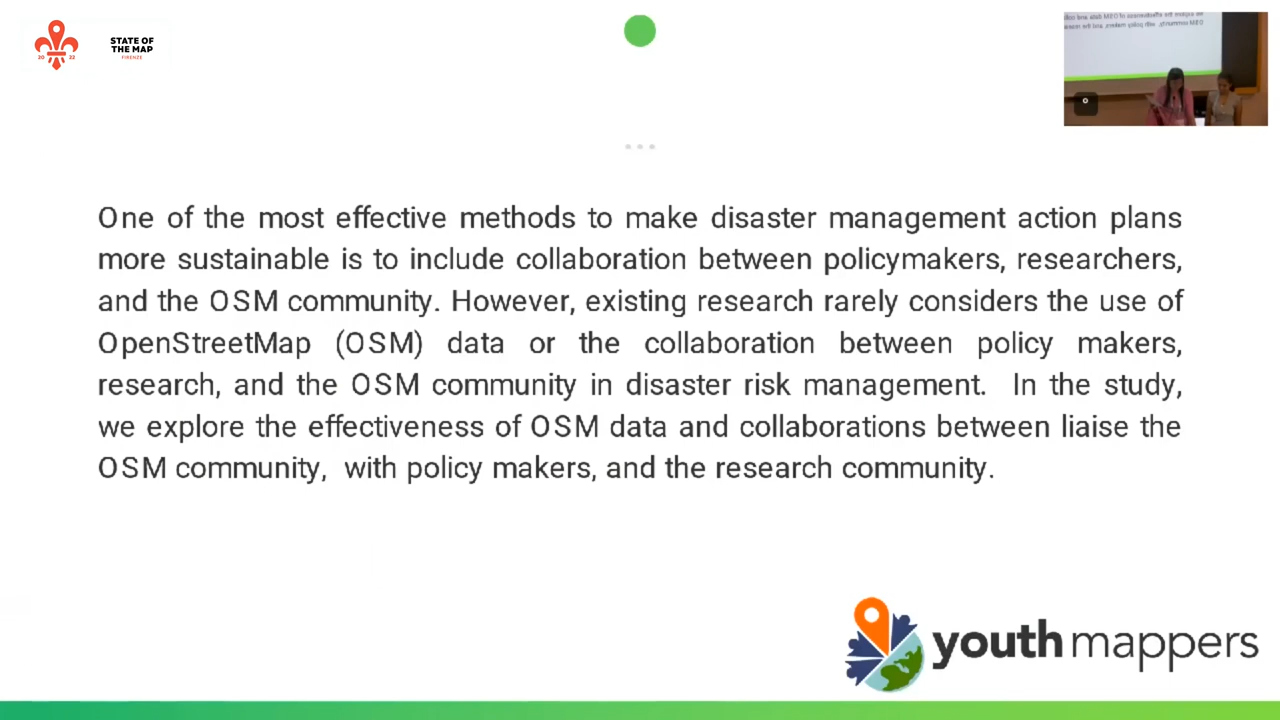 20 22
STATE OF
THE MAP
FIRENZE
One of the most effective methods to make disaster management action plans
more sustainable is to include collaboration between policymakers, researchers,
and the OSM community. However, existing research rarely considers the use of
OpenStreetMap (OSM) data or the collaboration between policy makers,
research, and the OSM community in disaster risk management. In the study,
we explore the effectiveness of OSM data and collaborations between liaise the
OSM community, with policy makers, and the research community.
youthmappers